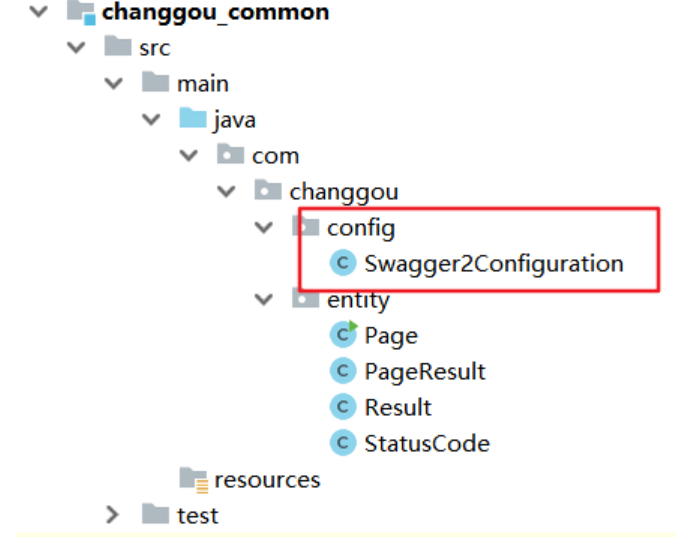 changgou_common
src
main
java
com
changgou
config
C Swagger2Configuration
entity
C Page
C PageResult
C Result
C StatusCode
resources
test